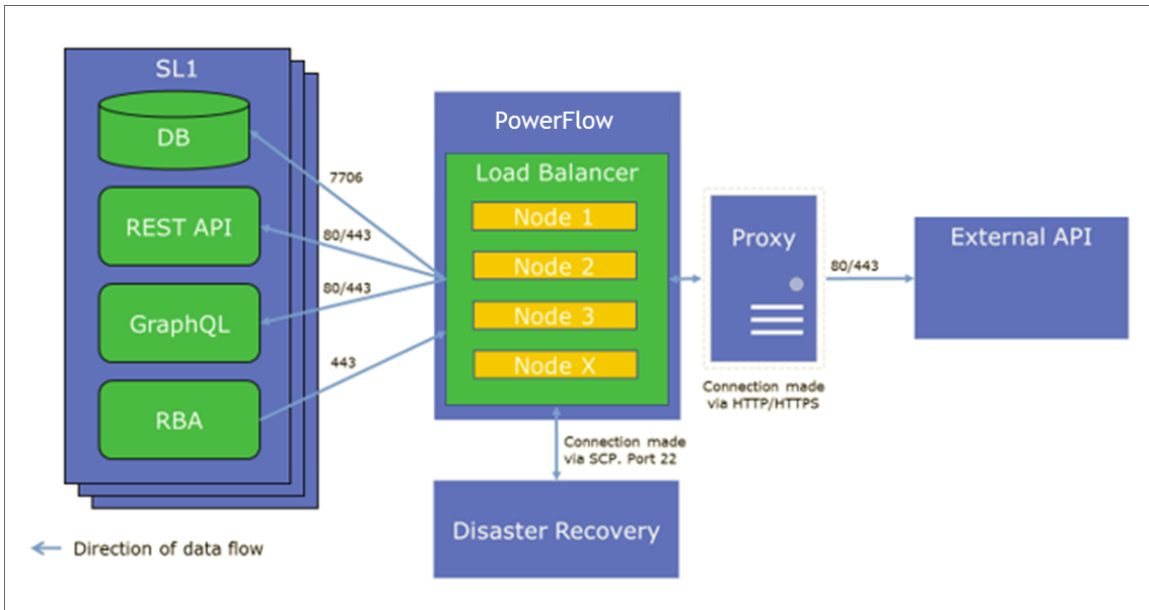 SL1
DB
REST API
GraphQL
RBA
7706
80/443
80/443
443
PowerFlow
Load Balancer
Node 1
Node 2
Node 3
Node X
Proxy
Connection made
via HTTP/HTTPS
80/443
External API
Connection made
via SCP. Port 22
Disaster Recovery
Direction of data flow